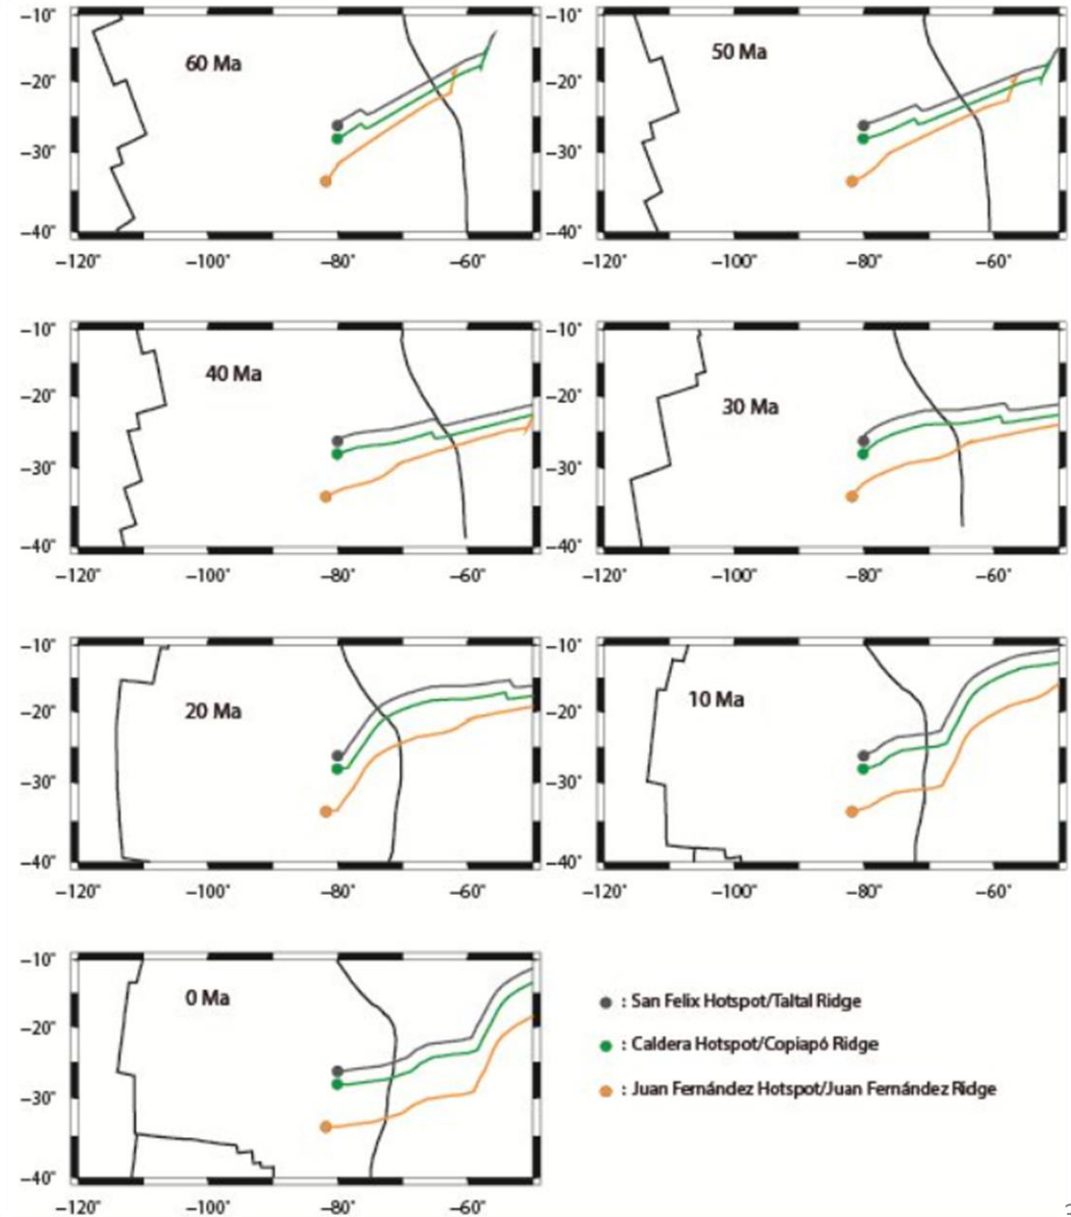 −10° 60 Ma −10° 50 Ma
−20° −20°
−30° −30°
−40° −40°
−120° −100° −80° −60° −120° −100° −80° −60°
−10° 40 Ma −10° 30 Ma
−20° −20°
−30° −30°
−40° −40°
−120° −100° −80° −60° −120° −100° −80° −60°
−10° 20 Ma −10° 10 Ma
−20° −20°
−30° −30°
−40° −40°
−120° −100° −80° −60° −120° −100° −80° −60°
−10° 0 Ma
−20°
−30°
−40°
−120° −100° −80° −60°
: San Felix Hotspot/Taltal Ridge
: Caldera Hotspot/Copiapó Ridge
: Juan Fernández Hotspot/Juan Fernández Ridge